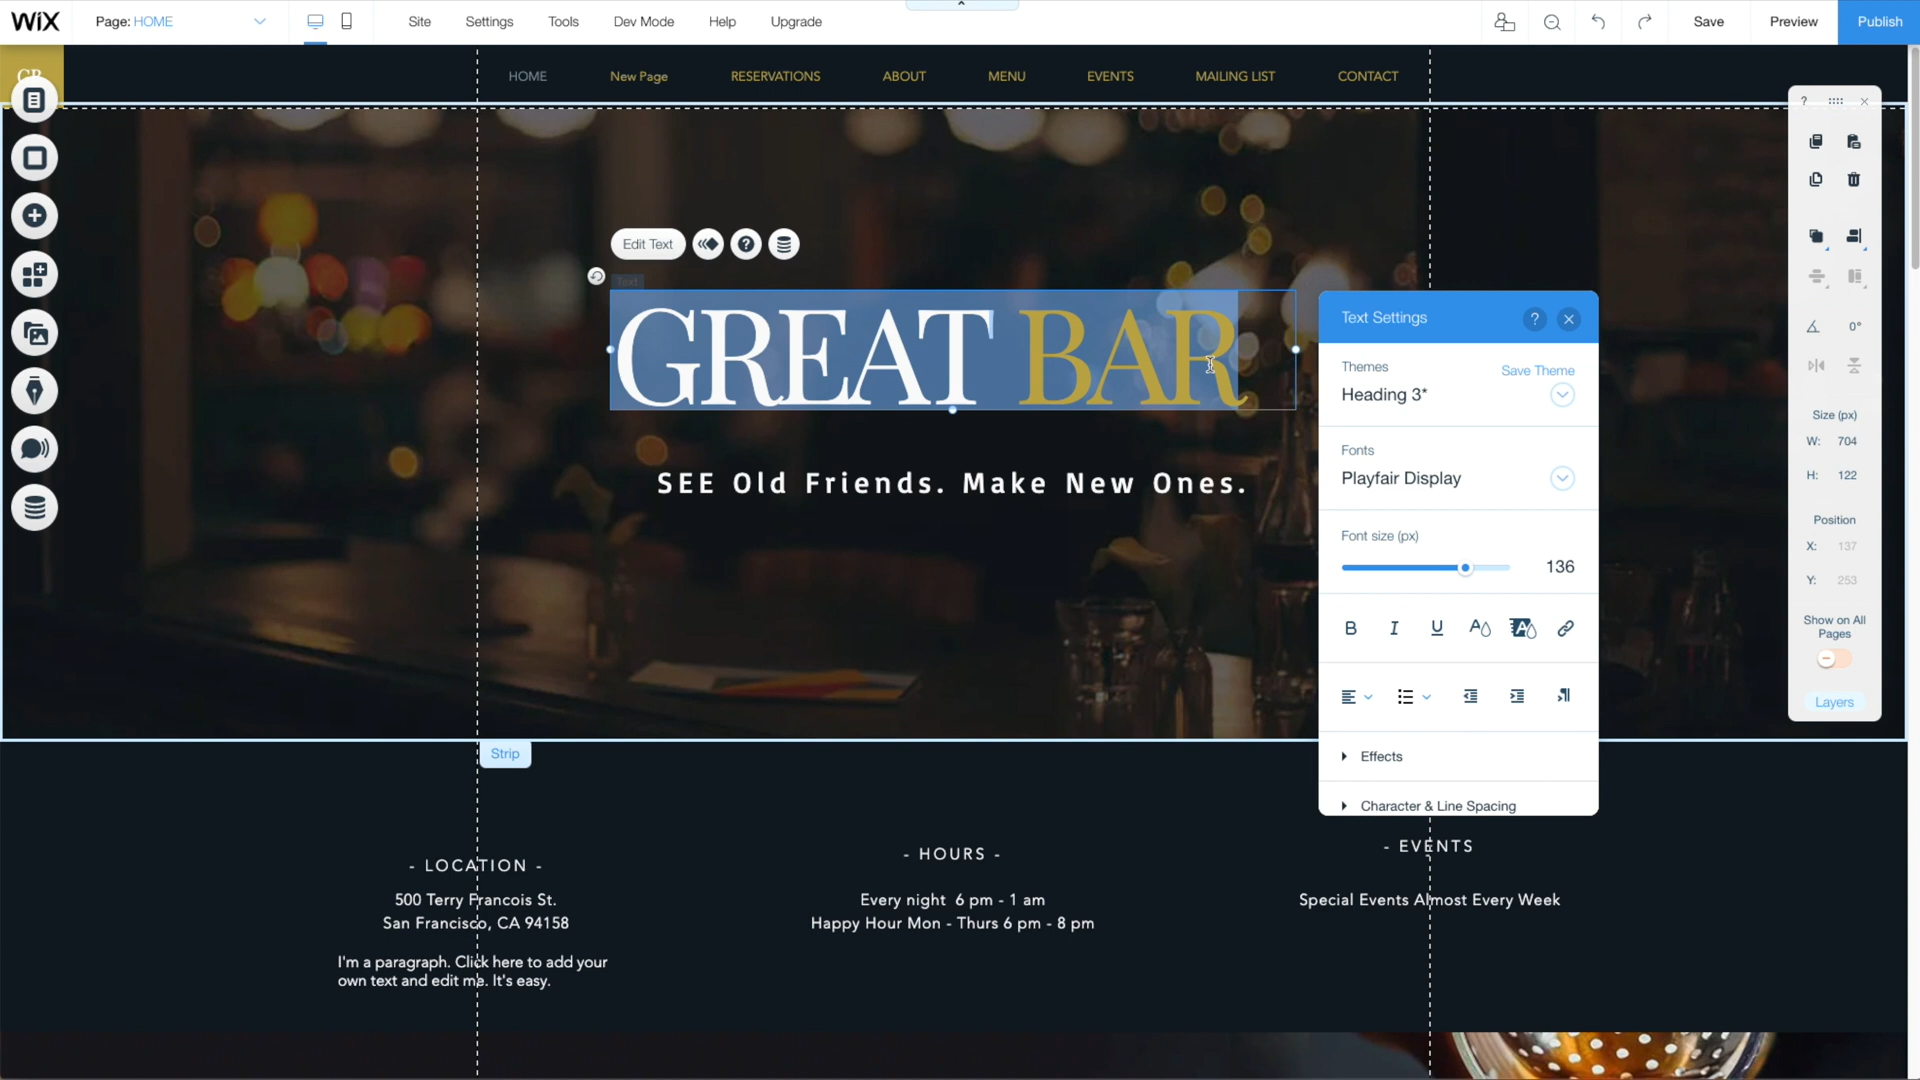 WIX Page: HOME Site Settings Tools Dev Mode Help Upgrade Save Preview Publish
HOME New Page RESERVATIONS ABOUT MENU EVENTS MAILING LIST CONTACT
Edit Text
Text
GREAT BAR
SEE Old Friends. Make New Ones.
Strip
- LOCATION -
500 Terry Francois St.
San Francisco, CA 94158
I'm a paragraph. Click here to add your
own text and edit me. It's easy.
- HOURS -
Every night 6 pm - 1 am
Happy Hour Mon - Thurs 6 pm - 8 pm
- EVENTS
Special Events Almost Every Week
Text Settings ?
Themes Save Theme
Heading 3*
Fonts
Playfair Display
Font size (px)
136
B I U
Effects
Character & Line Spacing
?
0°
Size (px)
W: 704
H: 122
Position
X: 137
Y: 253
Show on All
Pages
Layers